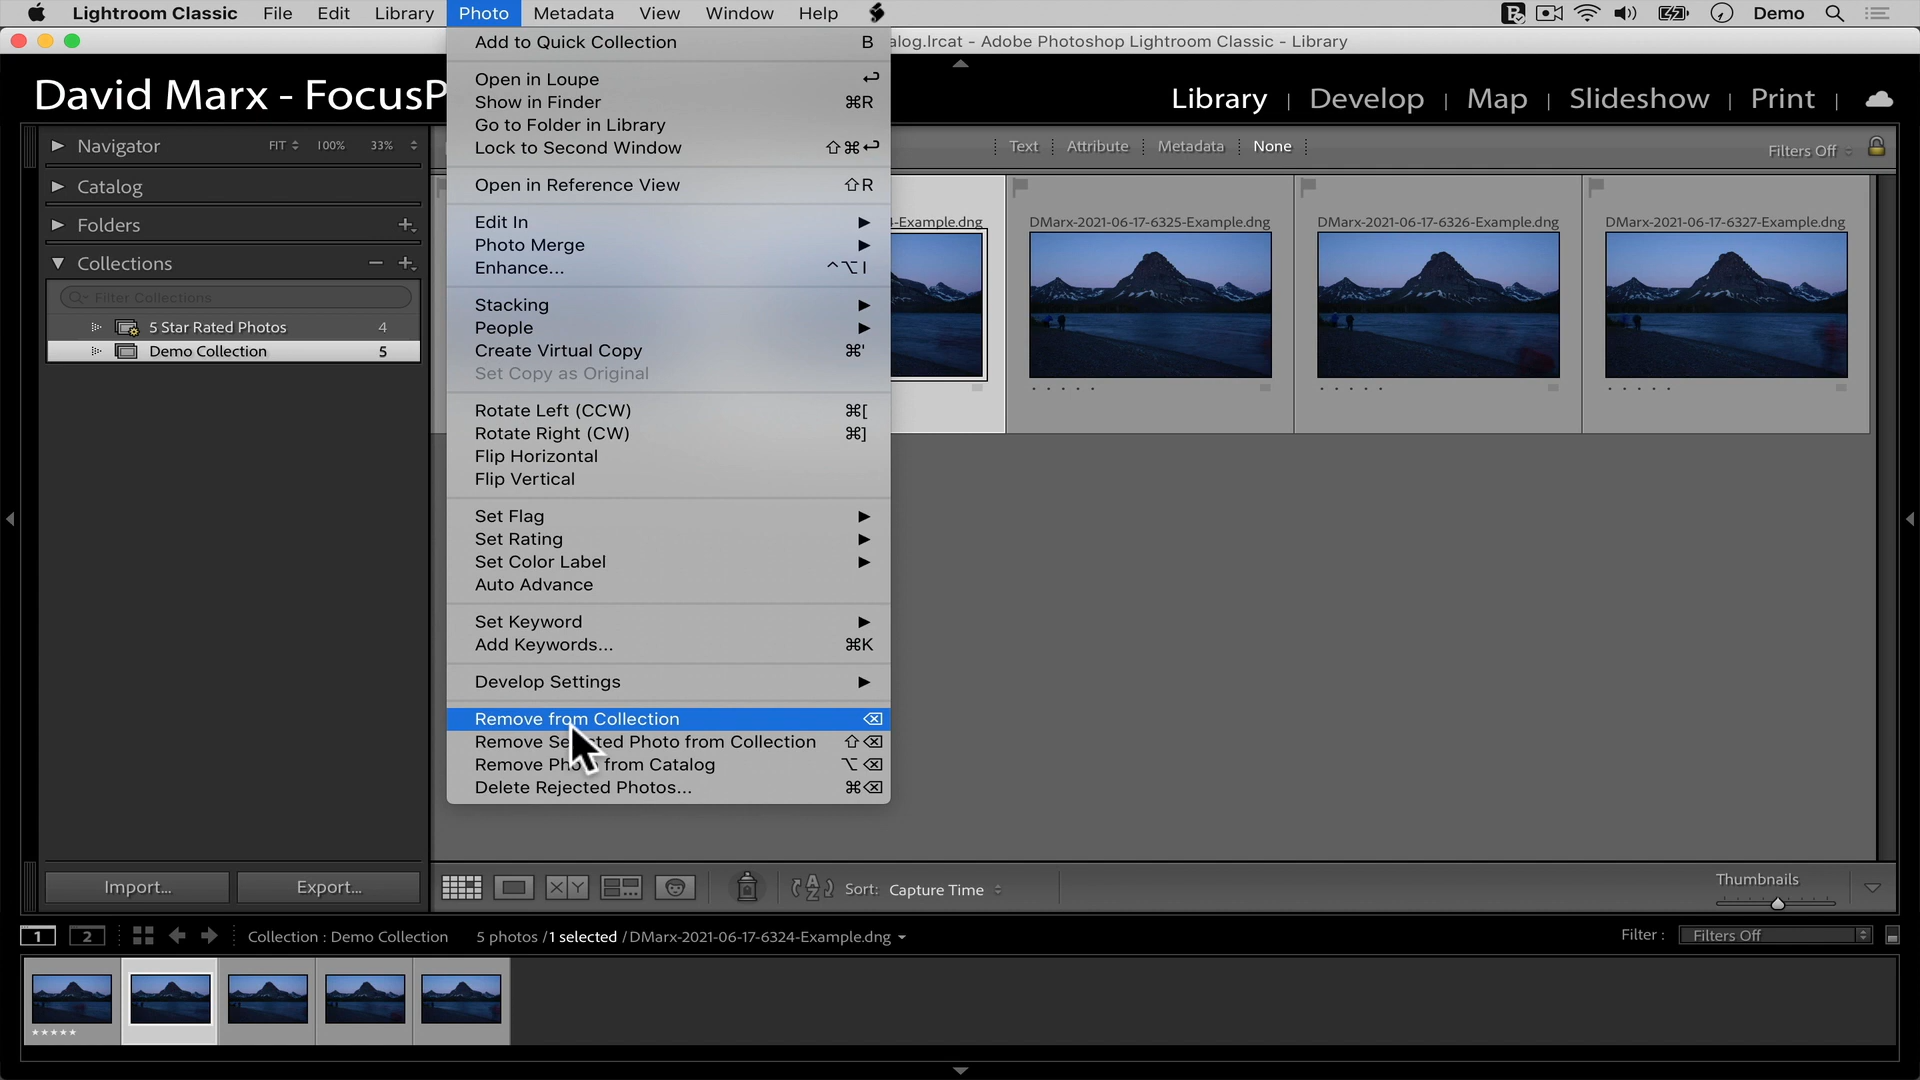 Lightroom Classic File Edit Library Photo Metadata View Window Help Demo
alog.lrcat - Adobe Photoshop Lightroom Classic - Library
David Marx - FocusP
Library | Develop | Map | Slideshow | Print |
Add to Quick Collection B
Open in Loupe ↩
Show in Finder ⌘R
Go to Folder in Library
Lock to Second Window ⇧⌘↩
Open in Reference View ⇧R
Edit In ▶
Photo Merge ▶
Enhance... ^⌥I
Stacking ▶
People ▶
Create Virtual Copy ⌘'
Set Copy as Original
Rotate Left (CCW) ⌘[
Rotate Right (CW) ⌘]
Flip Horizontal
Flip Vertical
Set Flag ▶
Set Rating ▶
Set Color Label ▶
Auto Advance
Set Keyword ▶
Add Keywords... ⌘K
Develop Settings ▶
Remove from Collection ⌫
Remove Selected Photo from Collection ⇧⌫
Remove Photo from Catalog ⌥⌫
Delete Rejected Photos... ⌘⌫
Navigator FIT 100% 33%
Catalog
Folders
Collections
Filter Collections
5 Star Rated Photos 4
Demo Collection 5
Text Attribute Metadata None Filters Off
4-Example.dng DMarx-2021-06-17-6325-Example.dng DMarx-2021-06-17-6326-Example.dng DMarx-2021-06-17-6327-Example.dng
Import... Export...
X Y
Sort: Capture Time
Thumbnails
1 2 Collection : Demo Collection 5 photos /1 selected /DMarx-2021-06-17-6324-Example.dng Filter : Filters Off
★★★★★